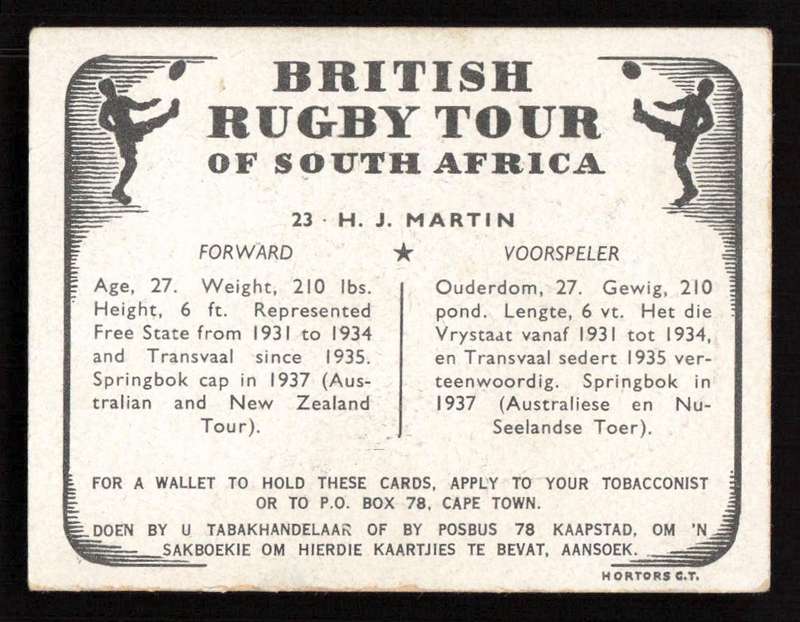 BRITISH
RUGBY TOUR
OF SOUTH AFRICA
23 · H. J. MARTIN
FORWARD ★ VOORSPELER
Age, 27. Weight, 210 lbs.
Height, 6 ft. Represented
Free State from 1931 to 1934
and Transvaal since 1935.
Springbok cap in 1937 (Aus-
tralian and New Zealand
Tour).
Ouderdom, 27. Gewig, 210
pond. Lengte, 6 vt. Het die
Vrystaat vanaf 1931 tot 1934,
en Transvaal sedert 1935 ver-
teenwoordig. Springbok in
1937 (Australiese en Nu-
Seelandse Toer).
FOR A WALLET TO HOLD THESE CARDS, APPLY TO YOUR TOBACCONIST
OR TO P.O. BOX 78, CAPE TOWN.
DOEN BY U TABAKHANDELAAR OF BY POSBUS 78 KAAPSTAD, OM 'N
SAKBOEKIE OM HIERDIE KAARTJIES TE BEVAT, AANSOEK.
HORTORS C.T.